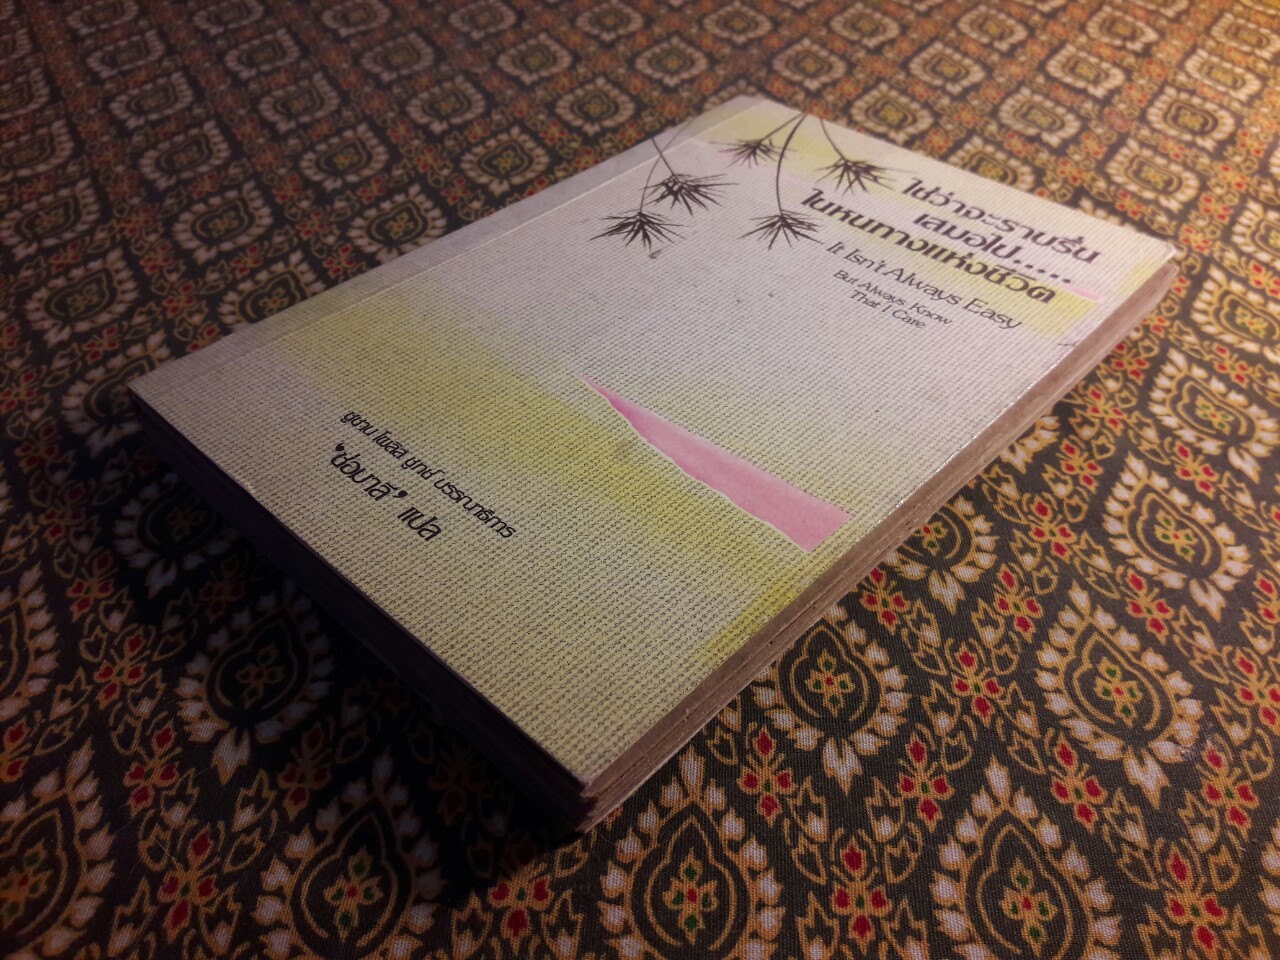 ใช่ว่าจะราบรื่น
เสมอไป.....
ในหนทางแห่งชีวิต
It Isn't Always Easy
But Always Know
That I Care
ซูซาน โพลิส ชูทซ์ บรรณาธิการ
'ช่อมาลี' แปล